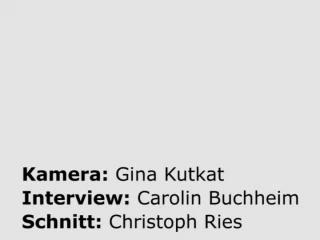 Kamera: Gina Kutkat
Interview: Carolin Buchheim
Schnitt: Christoph Ries